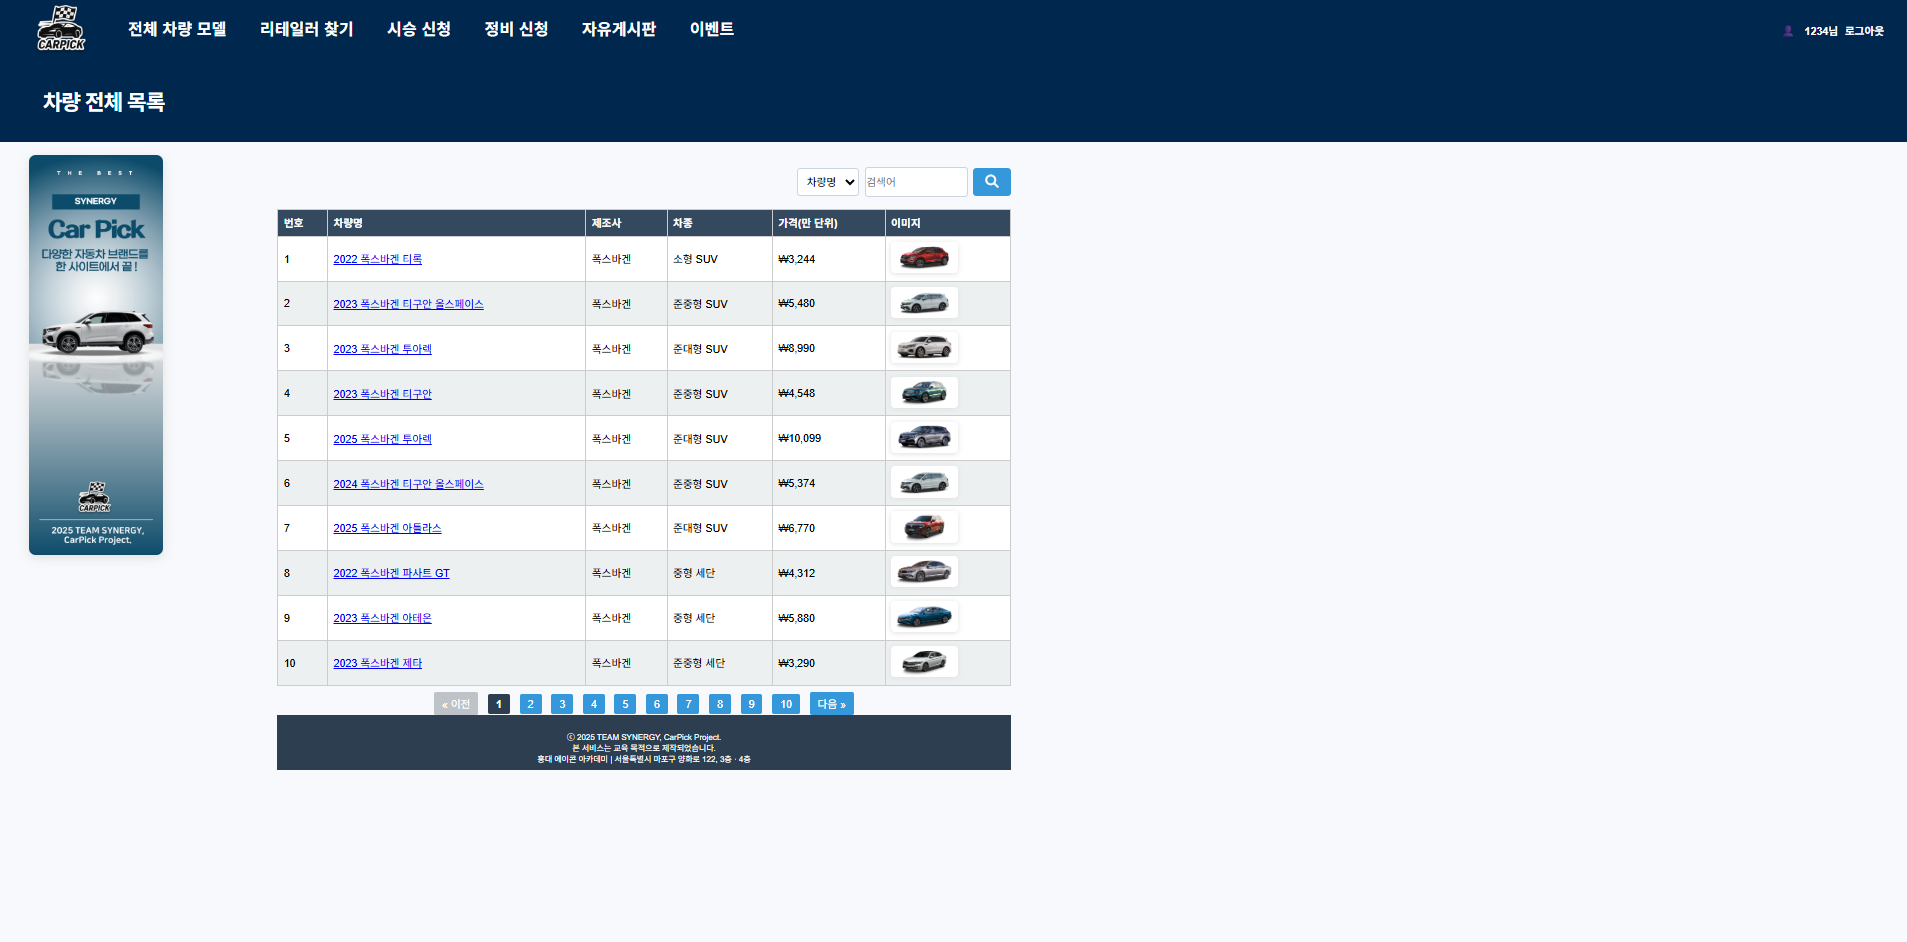 CARPICK
전체 차량 모델 리테일러 찾기 시승 신청 정비 신청 자유게시판 이벤트
1234님 로그아웃
차량 전체 목록
THE BEST
SYNERGY
Car Pick
다양한 자동차 브랜드를
한 사이트에서 끝!
CARPICK
2025 TEAM SYNERGY,
CarPick Project.
차량명 검색어
번호 차량명 제조사 차종 가격(만 단위) 이미지
1 2022 폭스바겐 티록 폭스바겐 소형 SUV ₩3,244
2 2023 폭스바겐 티구안 올스페이스 폭스바겐 준중형 SUV ₩5,480
3 2023 폭스바겐 투아렉 폭스바겐 준대형 SUV ₩8,990
4 2023 폭스바겐 티구안 폭스바겐 준중형 SUV ₩4,548
5 2025 폭스바겐 투아렉 폭스바겐 준대형 SUV ₩10,099
6 2024 폭스바겐 티구안 올스페이스 폭스바겐 준중형 SUV ₩5,374
7 2025 폭스바겐 아틀라스 폭스바겐 준대형 SUV ₩6,770
8 2022 폭스바겐 파사트 GT 폭스바겐 중형 세단 ₩4,312
9 2023 폭스바겐 아테온 폭스바겐 중형 세단 ₩5,880
10 2023 폭스바겐 제타 폭스바겐 준중형 세단 ₩3,290
« 이전 1 2 3 4 5 6 7 8 9 10 다음 »
ⓒ 2025 TEAM SYNERGY, CarPick Project.
본 서비스는 교육 목적으로 제작되었습니다.
홍대 에이콘 아카데미 | 서울특별시 마포구 양화로 122, 3층 · 4층